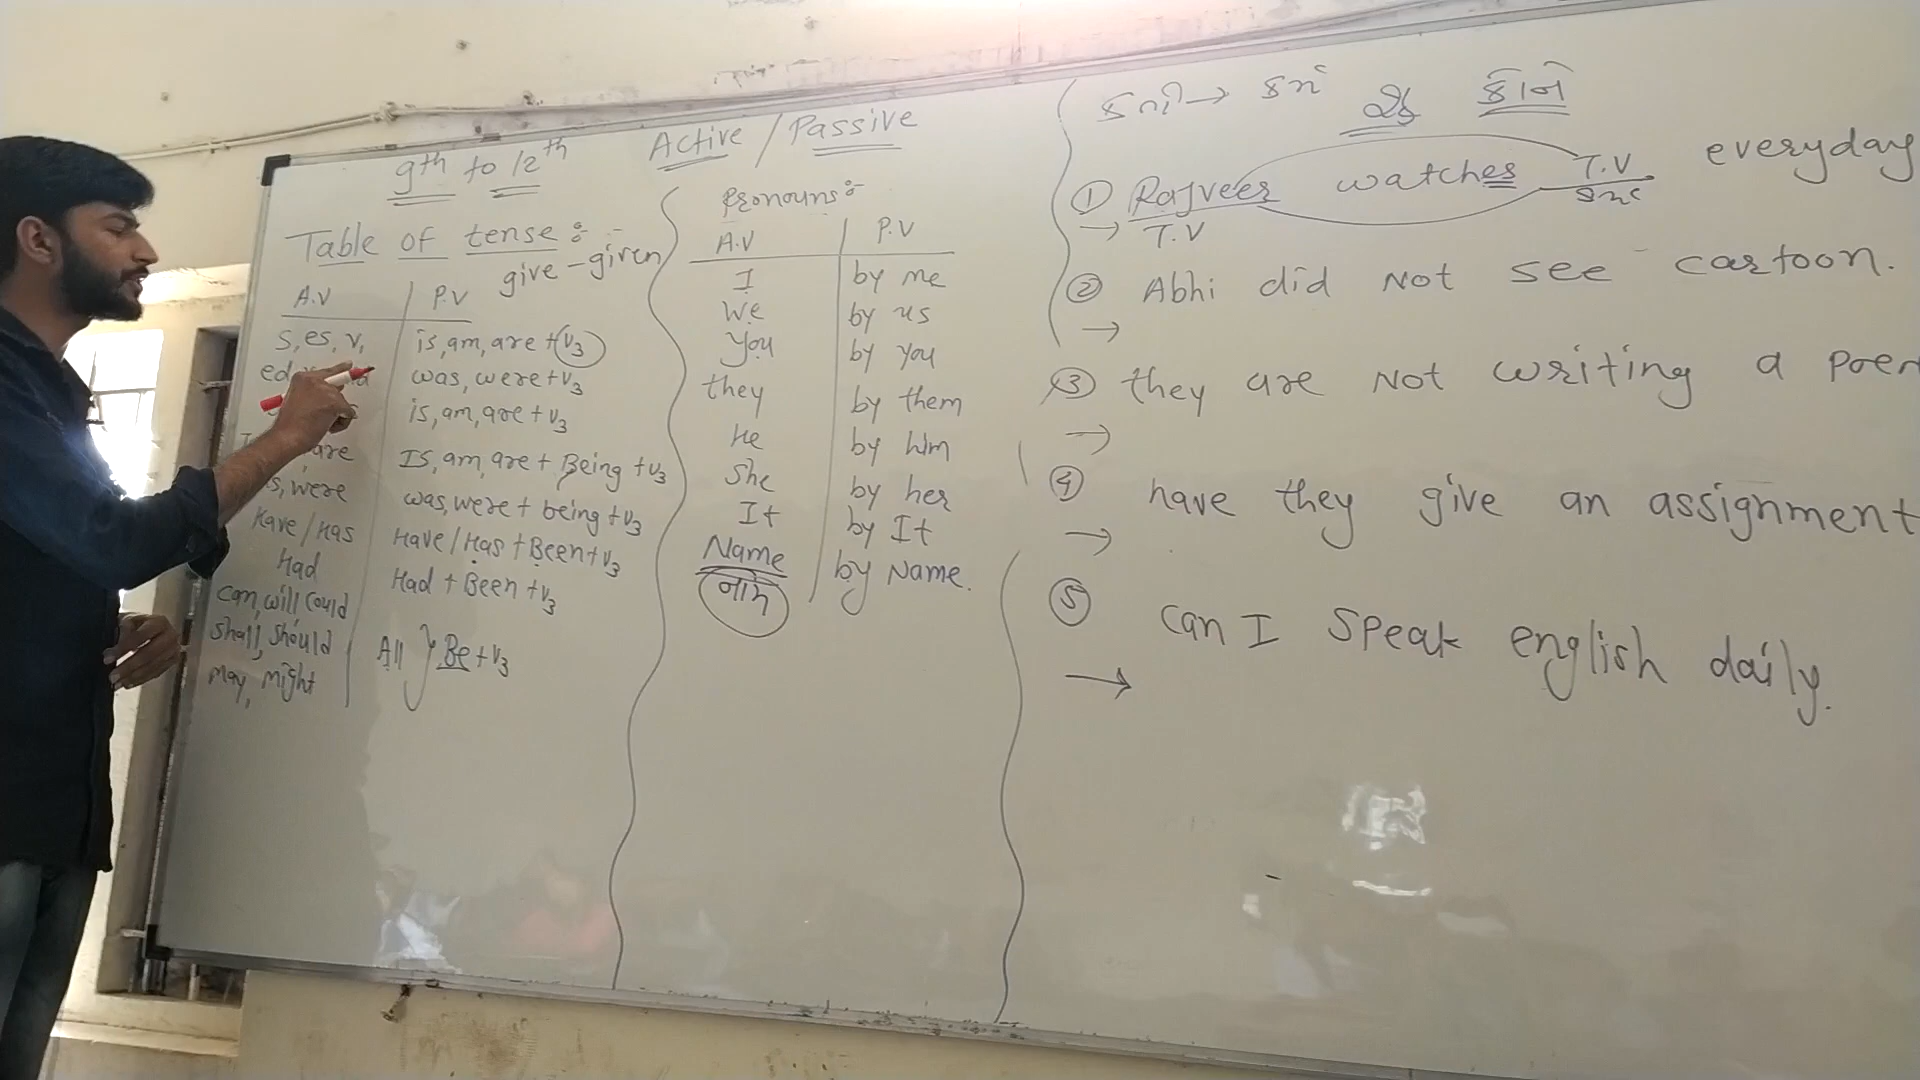 9th to 12th
Active / Passive
Table of tense :-
give - given
A.V P.V
s, es, v, is, am, are + v3
ed was, were + v3
is, am, are + v3
are Is, am, are + Being + v3
were was, were + being + v3
Have / Has Have / Has + Been + v3
Had Had + Been + v3
can, will could
shall, should All } Be + v3
may, might
Pronouns :-
A.V P.V
I by me
We by us
You by you
they by them
He by him
She by her
It by It
Name by Name.
નામ
કર્તા → કર્મ શું કોને
① Rajveer watches T.V everyday
કર્મ
→ T.V
② Abhi did Not see cartoon.
→
③ they are Not writing a poem
→
④ have they give an assignment
→
⑤ can I speak english daily.
→